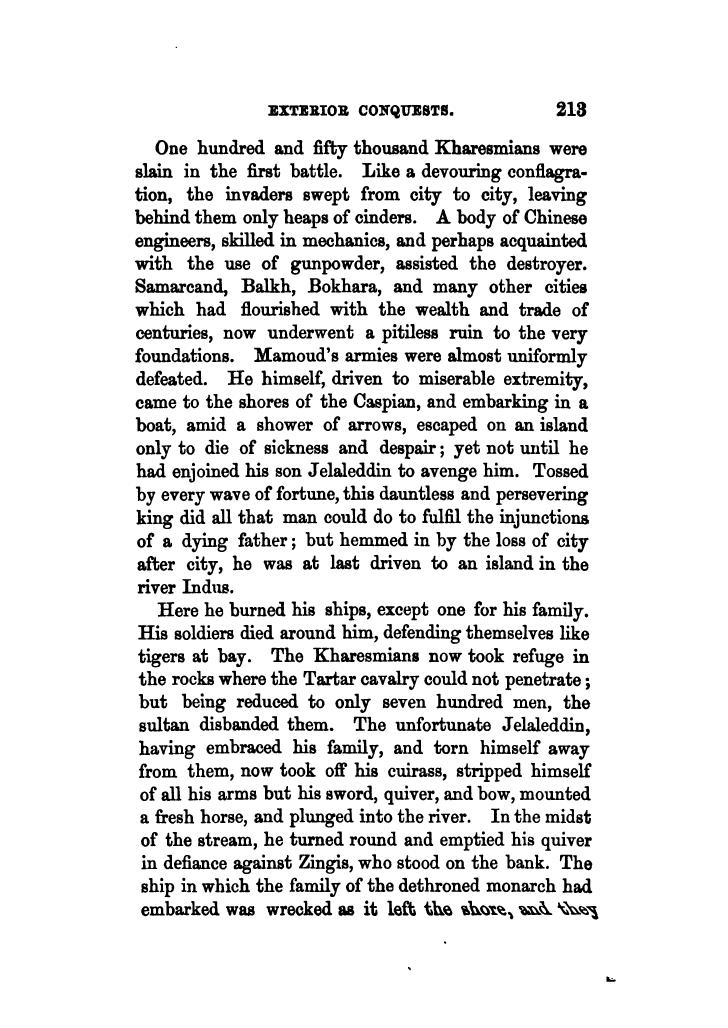 EXTERIOR CONQUESTS. 213
One hundred and fifty thousand Kharesmians were
slain in the first battle. Like a devouring conflagra-
tion, the invaders swept from city to city, leaving
behind them only heaps of cinders. A body of Chinese
engineers, skilled in mechanics, and perhaps acquainted
with the use of gunpowder, assisted the destroyer.
Samarcand, Balkh, Bokhara, and many other cities
which had flourished with the wealth and trade of
centuries, now underwent a pitiless ruin to the very
foundations. Mamoud's armies were almost uniformly
defeated. He himself, driven to miserable extremity,
came to the shores of the Caspian, and embarking in a
boat, amid a shower of arrows, escaped on an island
only to die of sickness and despair; yet not until he
had enjoined his son Jelaleddin to avenge him. Tossed
by every wave of fortune, this dauntless and persevering
king did all that man could do to fulfil the injunctions
of a dying father; but hemmed in by the loss of city
after city, he was at last driven to an island in the
river Indus.
Here he burned his ships, except one for his family.
His soldiers died around him, defending themselves like
tigers at bay. The Kharesmians now took refuge in
the rocks where the Tartar cavalry could not penetrate;
but being reduced to only seven hundred men, the
sultan disbanded them. The unfortunate Jelaleddin,
having embraced his family, and torn himself away
from them, now took off his cuirass, stripped himself
of all his arms but his sword, quiver, and bow, mounted
a fresh horse, and plunged into the river. In the midst
of the stream, he turned round and emptied his quiver
in defiance against Zingis, who stood on the bank. The
ship in which the family of the dethroned monarch had
embarked was wrecked as it left the shore, and they